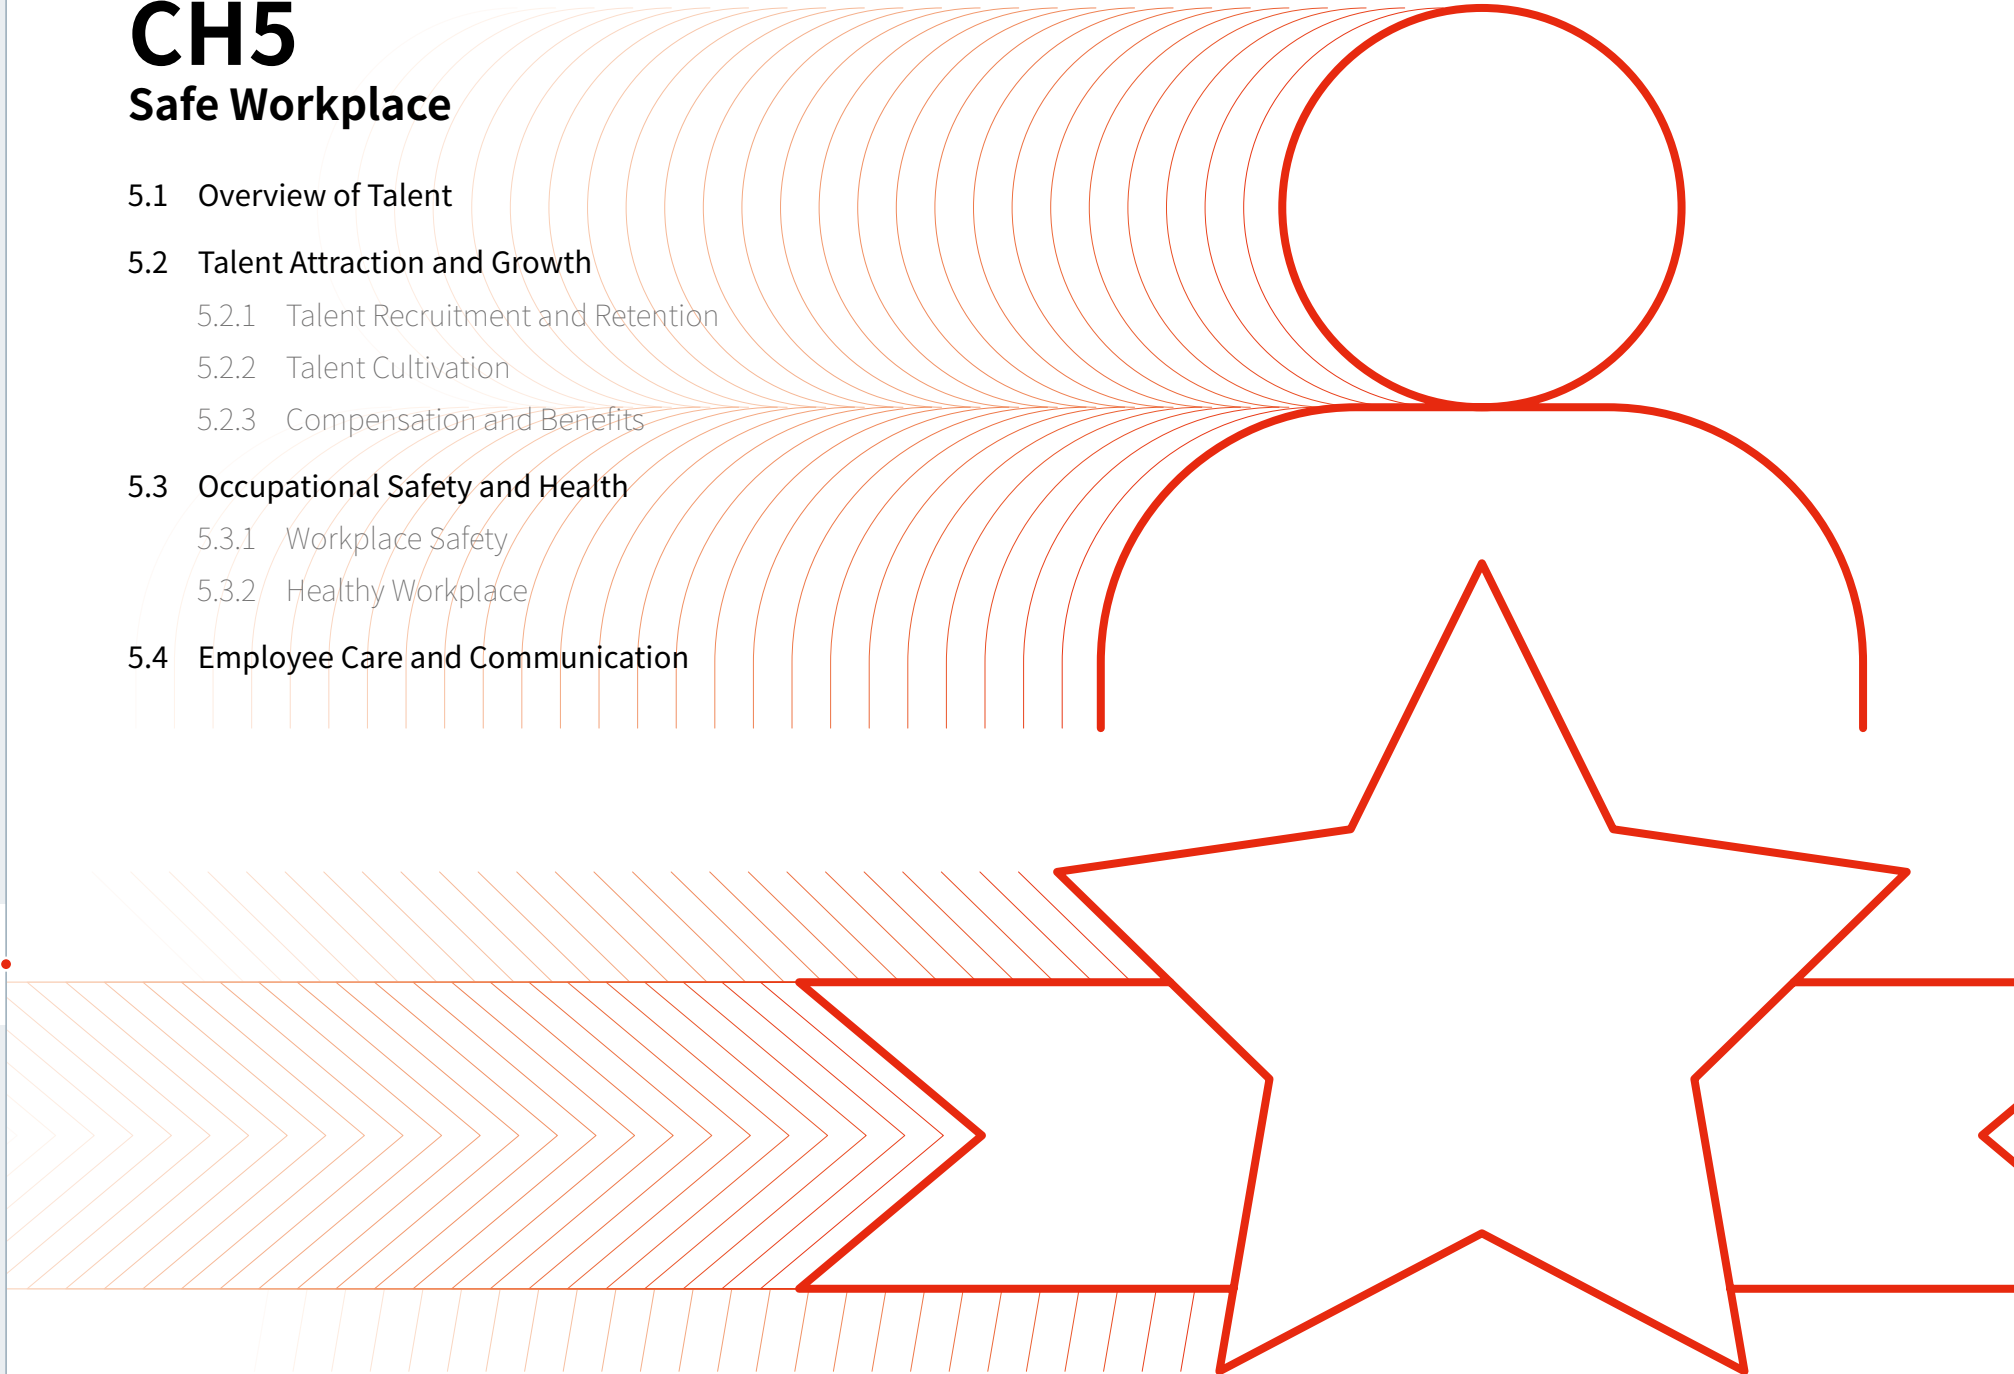 CH5
Safe Workplace
5.1 Overview of Talent
5.2 Talent Attraction and Growth
5.2.1 Talent Recruitment and Retention
5.2.2 Talent Cultivation
5.2.3 Compensation and Benefits
5.3 Occupational Safety and Health
5.3.1 Workplace Safety
5.3.2 Healthy Workplace
5.4 Employee Care and Communication